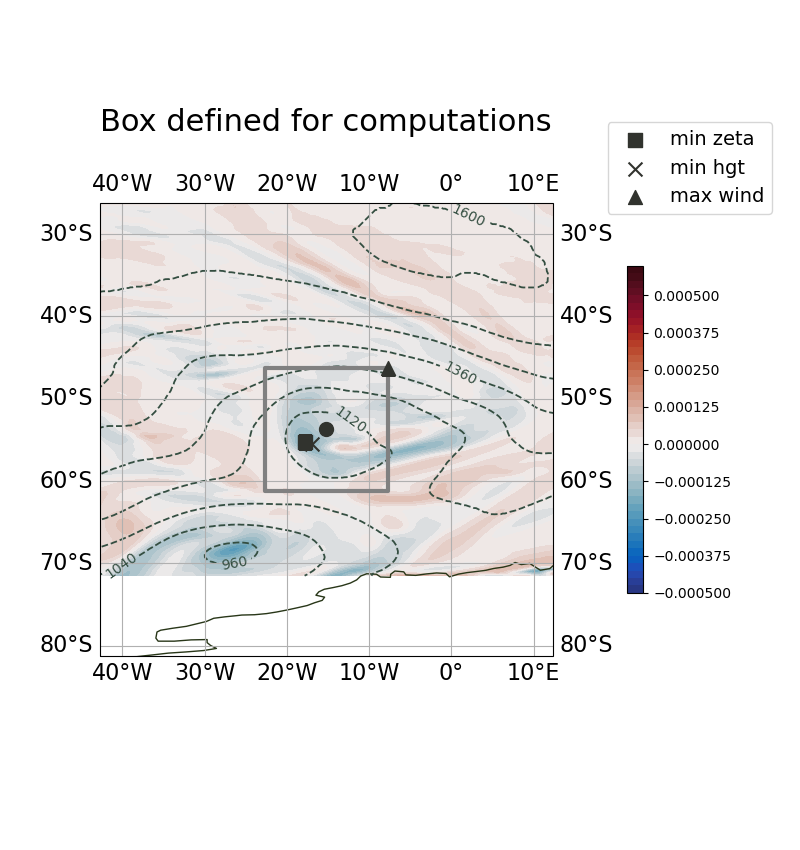 Box defined for computations
min zeta
min hgt
max wind
40°W 30°W 20°W 10°W 0° 10°E
1600
30°S 30°S
40°S 40°S
1360
50°S 50°S
1120
60°S 60°S
1040
960
70°S 70°S
80°S 80°S
40°W 30°W 20°W 10°W 0° 10°E
0.000500
0.000375
0.000250
0.000125
0.000000
−0.000125
−0.000250
−0.000375
−0.000500